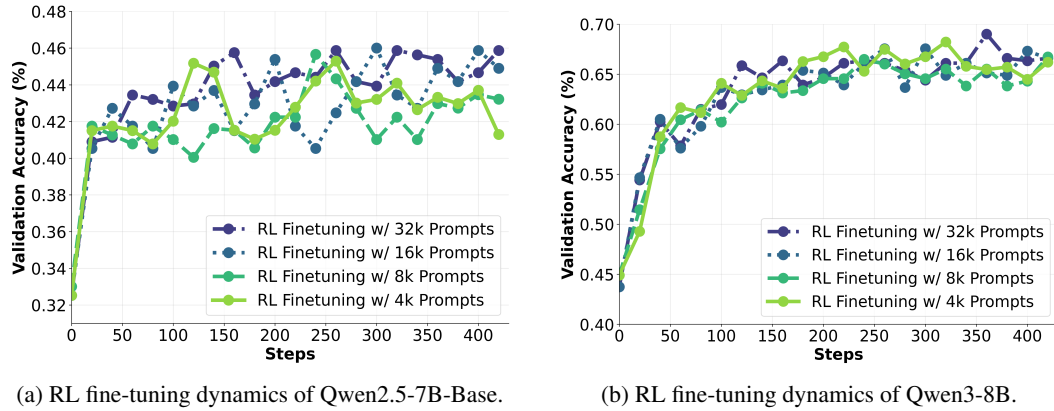 0.48
0.46
0.44
0.42
0.40
0.38
0.36
0.34
0.32
Validation Accuracy (%)
0 50 100 150 200 250 300 350 400
Steps
RL Finetuning w/ 32k Prompts
RL Finetuning w/ 16k Prompts
RL Finetuning w/ 8k Prompts
RL Finetuning w/ 4k Prompts
(a) RL fine-tuning dynamics of Qwen2.5-7B-Base.
0.70
0.65
0.60
0.55
0.50
0.45
0.40
Validation Accuracy (%)
0 50 100 150 200 250 300 350 400
Steps
RL Finetuning w/ 32k Prompts
RL Finetuning w/ 16k Prompts
RL Finetuning w/ 8k Prompts
RL Finetuning w/ 4k Prompts
(b) RL fine-tuning dynamics of Qwen3-8B.